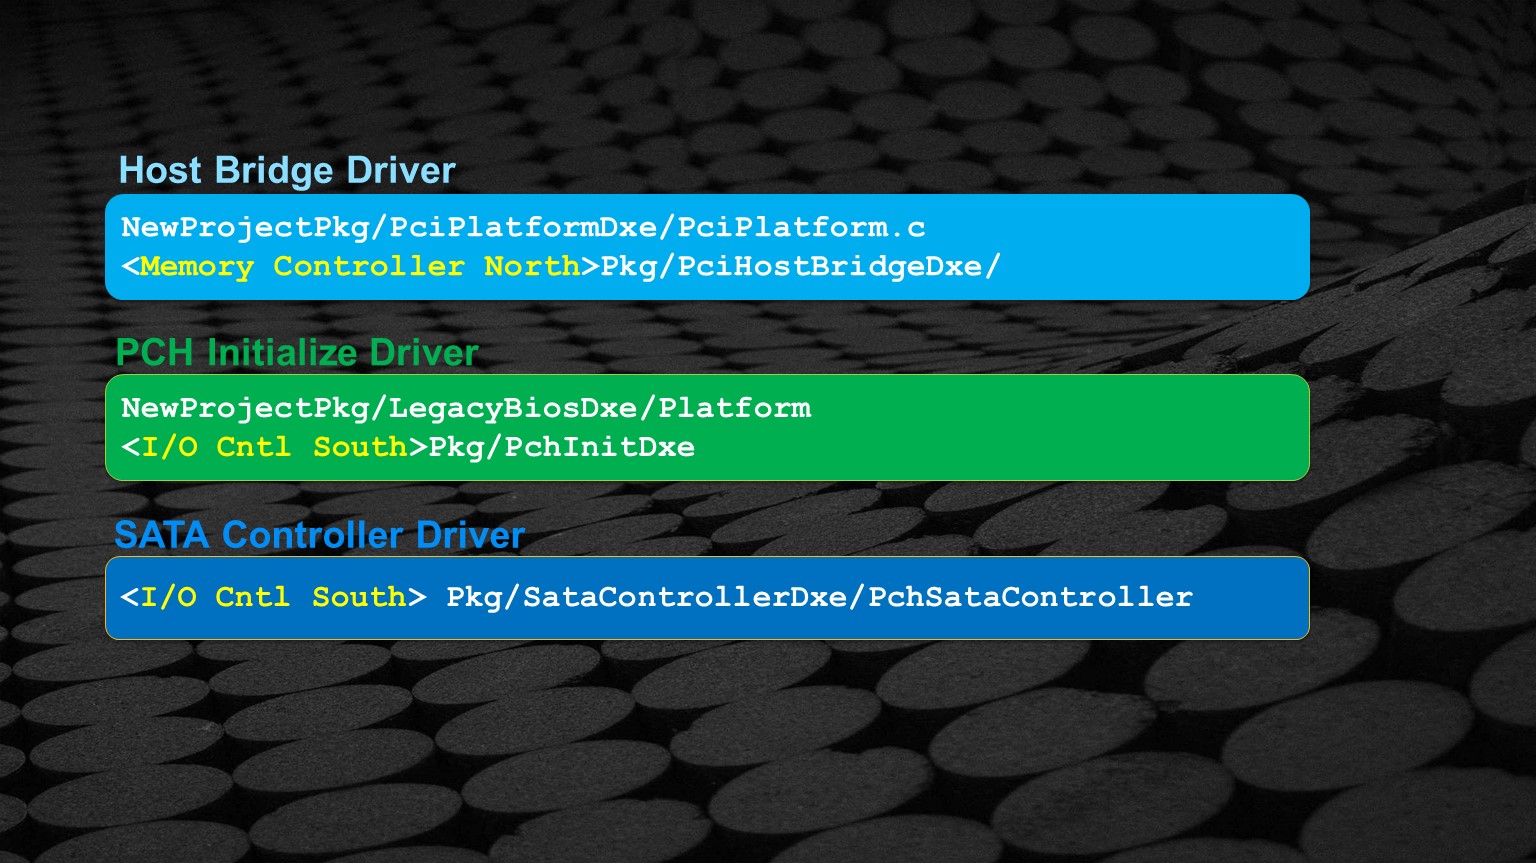 Host Bridge Driver
NewProjectPkg/PciPlatformDxe/PciPlatform.c
<Memory Controller North>Pkg/PciHostBridgeDxe/
PCH Initialize Driver
NewProjectPkg/LegacyBiosDxe/Platform
<I/O Cntl South>Pkg/PchInitDxe
SATA Controller Driver
<I/O Cntl South> Pkg/SataControllerDxe/PchSataController